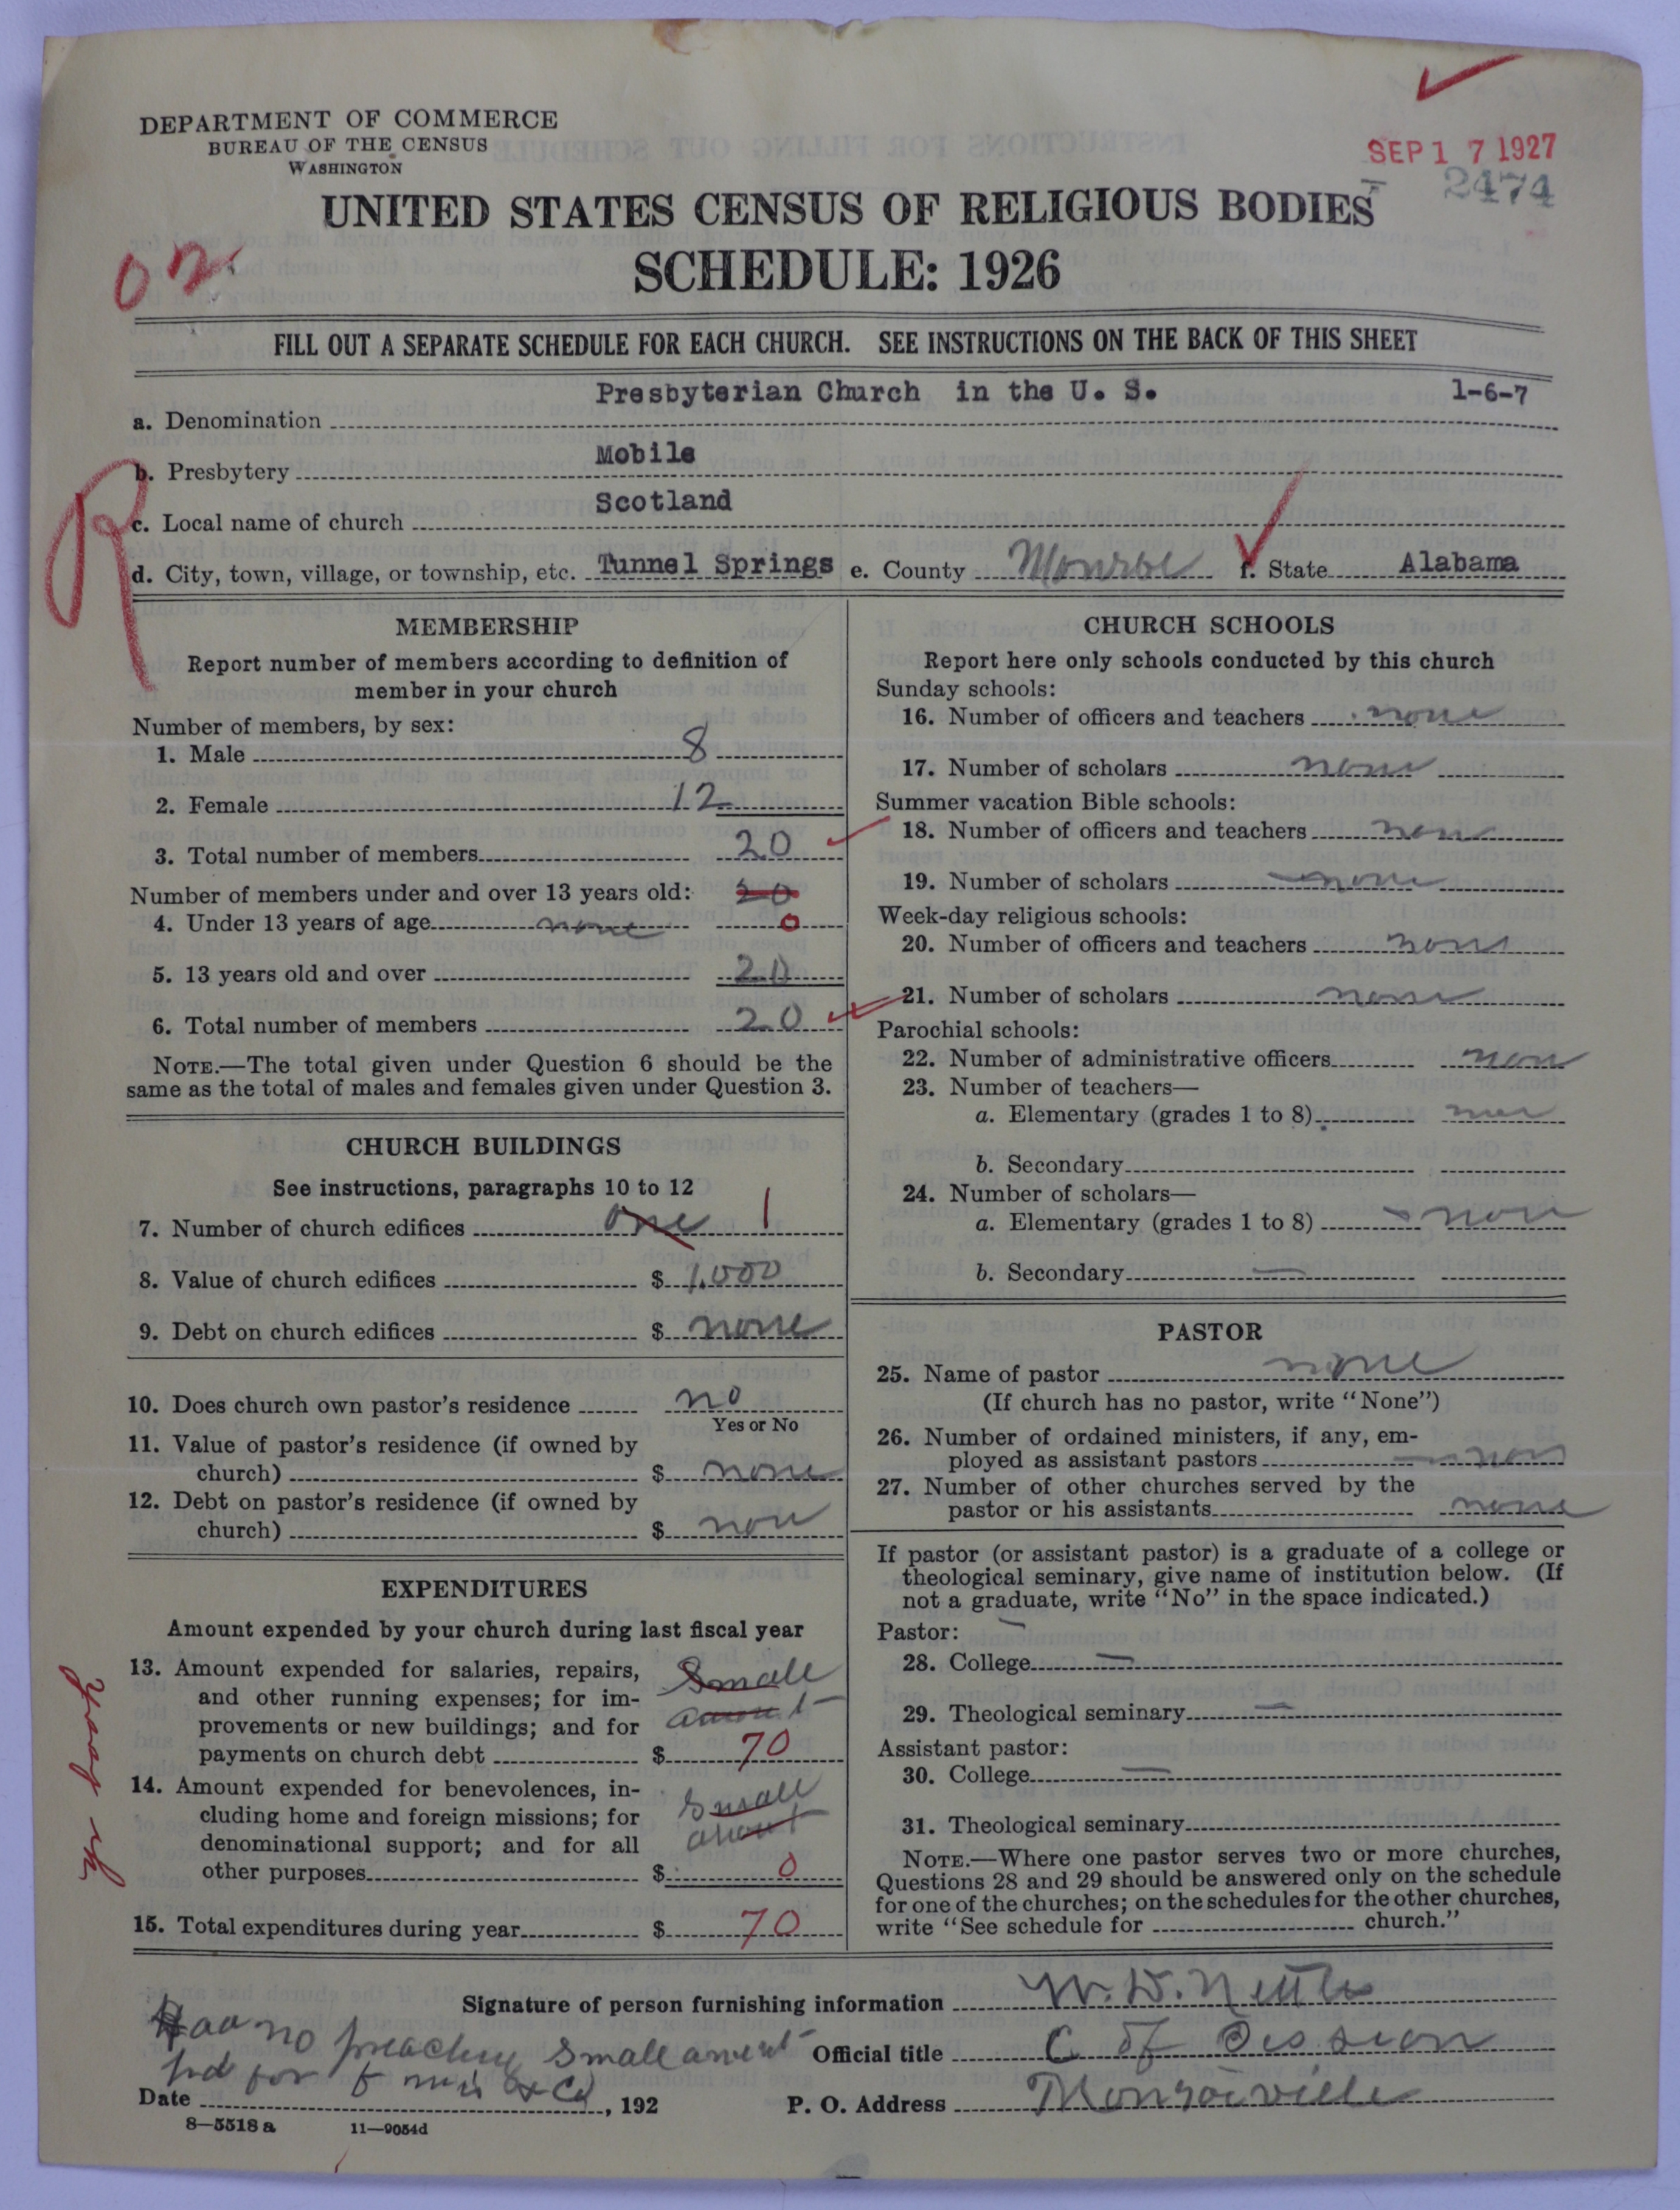 DEPARTMENT OF COMMERCE
BUREAU OF THE CENSUS
WASHINGTON
SEP 1 7 1927
2474
UNITED STATES CENSUS OF RELIGIOUS BODIES
SCHEDULE: 1926
02
FILL OUT A SEPARATE SCHEDULE FOR EACH CHURCH. SEE INSTRUCTIONS ON THE BACK OF THIS SHEET
a. Denomination Presbyterian Church in the U. S. 1-6-7
b. Presbytery Mobile
c. Local name of church Scotland
R
d. City, town, village, or township, etc. Tunnel Springs e. County Monroe f. State Alabama
MEMBERSHIP
Report number of members according to definition of
member in your church
Number of members, by sex:
1. Male 8
2. Female 12
3. Total number of members 20
Number of members under and over 13 years old: 20
4. Under 13 years of age none 0
5. 13 years old and over 20
6. Total number of members 20
NOTE.—The total given under Question 6 should be the
same as the total of males and females given under Question 3.
CHURCH BUILDINGS
See instructions, paragraphs 10 to 12
7. Number of church edifices one 1
8. Value of church edifices $ 1.000
9. Debt on church edifices $ none
10. Does church own pastor's residence no
Yes or No
11. Value of pastor's residence (if owned by
church) $ none
12. Debt on pastor's residence (if owned by
church) $ non
EXPENDITURES
Amount expended by your church during last fiscal year
13. Amount expended for salaries, repairs, Small
and other running expenses; for im-
provements or new buildings; and for
payments on church debt $ 70
14. Amount expended for benevolences, in-
cluding home and foreign missions; for Small
denominational support; and for all
other purposes $ 0
15. Total expenditures during year $ 70
yr book
CHURCH SCHOOLS
Report here only schools conducted by this church
Sunday schools:
16. Number of officers and teachers none
17. Number of scholars none
Summer vacation Bible schools:
18. Number of officers and teachers non
19. Number of scholars none
Week-day religious schools:
20. Number of officers and teachers none
21. Number of scholars none
Parochial schools:
22. Number of administrative officers non
23. Number of teachers—
a. Elementary (grades 1 to 8)
b. Secondary
24. Number of scholars—
a. Elementary (grades 1 to 8) non
b. Secondary —
PASTOR
25. Name of pastor none
(If church has no pastor, write "None")
26. Number of ordained ministers, if any, em-
ployed as assistant pastors non
27. Number of other churches served by the
pastor or his assistants none
If pastor (or assistant pastor) is a graduate of a college or
theological seminary, give name of institution below. (If
not a graduate, write "No" in the space indicated.)
Pastor: —
28. College —
29. Theological seminary —
Assistant pastor:
30. College —
31. Theological seminary
NOTE.—Where one pastor serves two or more churches,
Questions 28 and 29 should be answered only on the schedule
for one of the churches; on the schedules for the other churches,
write "See schedule for church."
Signature of person furnishing information W. D. Nettles
no preaching Small
Official title C of Session
for
Date , 192
P. O. Address Monroeville
8—5518 a 11—9054d